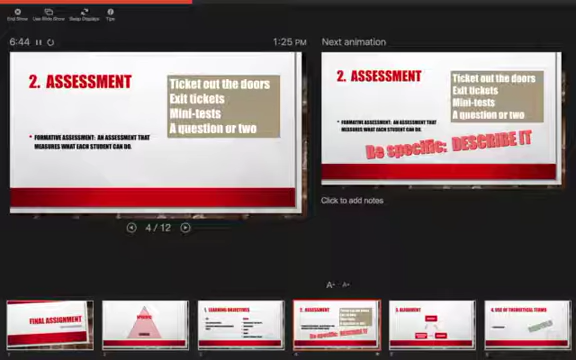 End Show
Use Slide Show
Swap Displays
Tips
6:44
1:25 PM
2. ASSESSMENT
Ticket out the doors
Exit tickets
Mini-tests
A question or two
• FORMATIVE ASSESSMENT: AN ASSESSMENT THAT
MEASURES WHAT EACH STUDENT CAN DO.
4/12
Next animation
2. ASSESSMENT
Ticket out the doors
Exit tickets
Mini-tests
A question or two
• FORMATIVE ASSESSMENT: AN ASSESSMENT THAT
MEASURES WHAT EACH STUDENT CAN DO.
Be specific: DESCRIBE IT
Click to add notes
A+ A-
FINAL ASSIGNMENT
1. LEARNING OBJECTIVES
2. ASSESSMENT
Be specific: DESCRIBE IT
3. ALIGNMENT
4. USE OF THEORETICAL TERMS